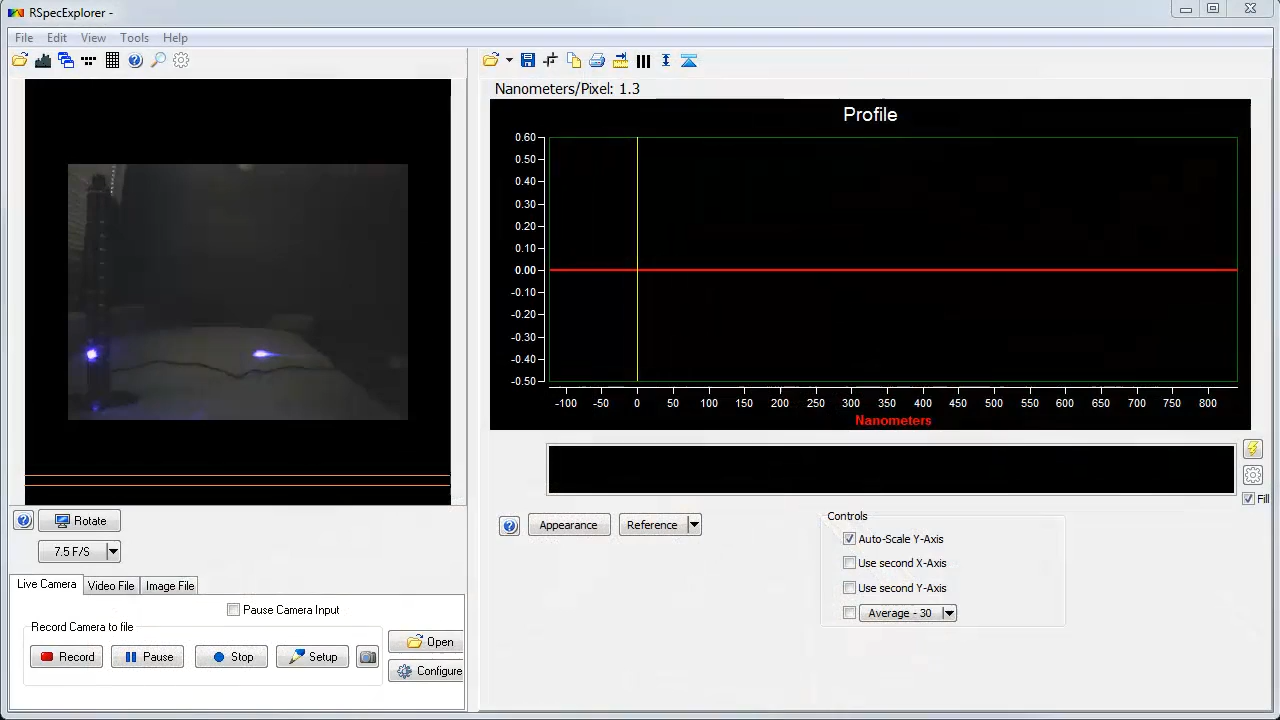 RSpecExplorer -
File Edit View Tools Help
Nanometers/Pixel: 1.3
Profile
0.60
0.50
0.40
0.30
0.20
0.10
0.00
-0.10
-0.20
-0.30
-0.40
-0.50
-100 -50 0 50 100 150 200 250 300 350 400 450 500 550 600 650 700 750 800
Nanometers
Fill
Rotate
7.5 F/S
Appearance
Reference
Controls
Auto-Scale Y-Axis
Use second X-Axis
Use second Y-Axis
Average - 30
Live Camera Video File Image File
Pause Camera Input
Record Camera to file
Record Pause Stop Setup
Open
Configure